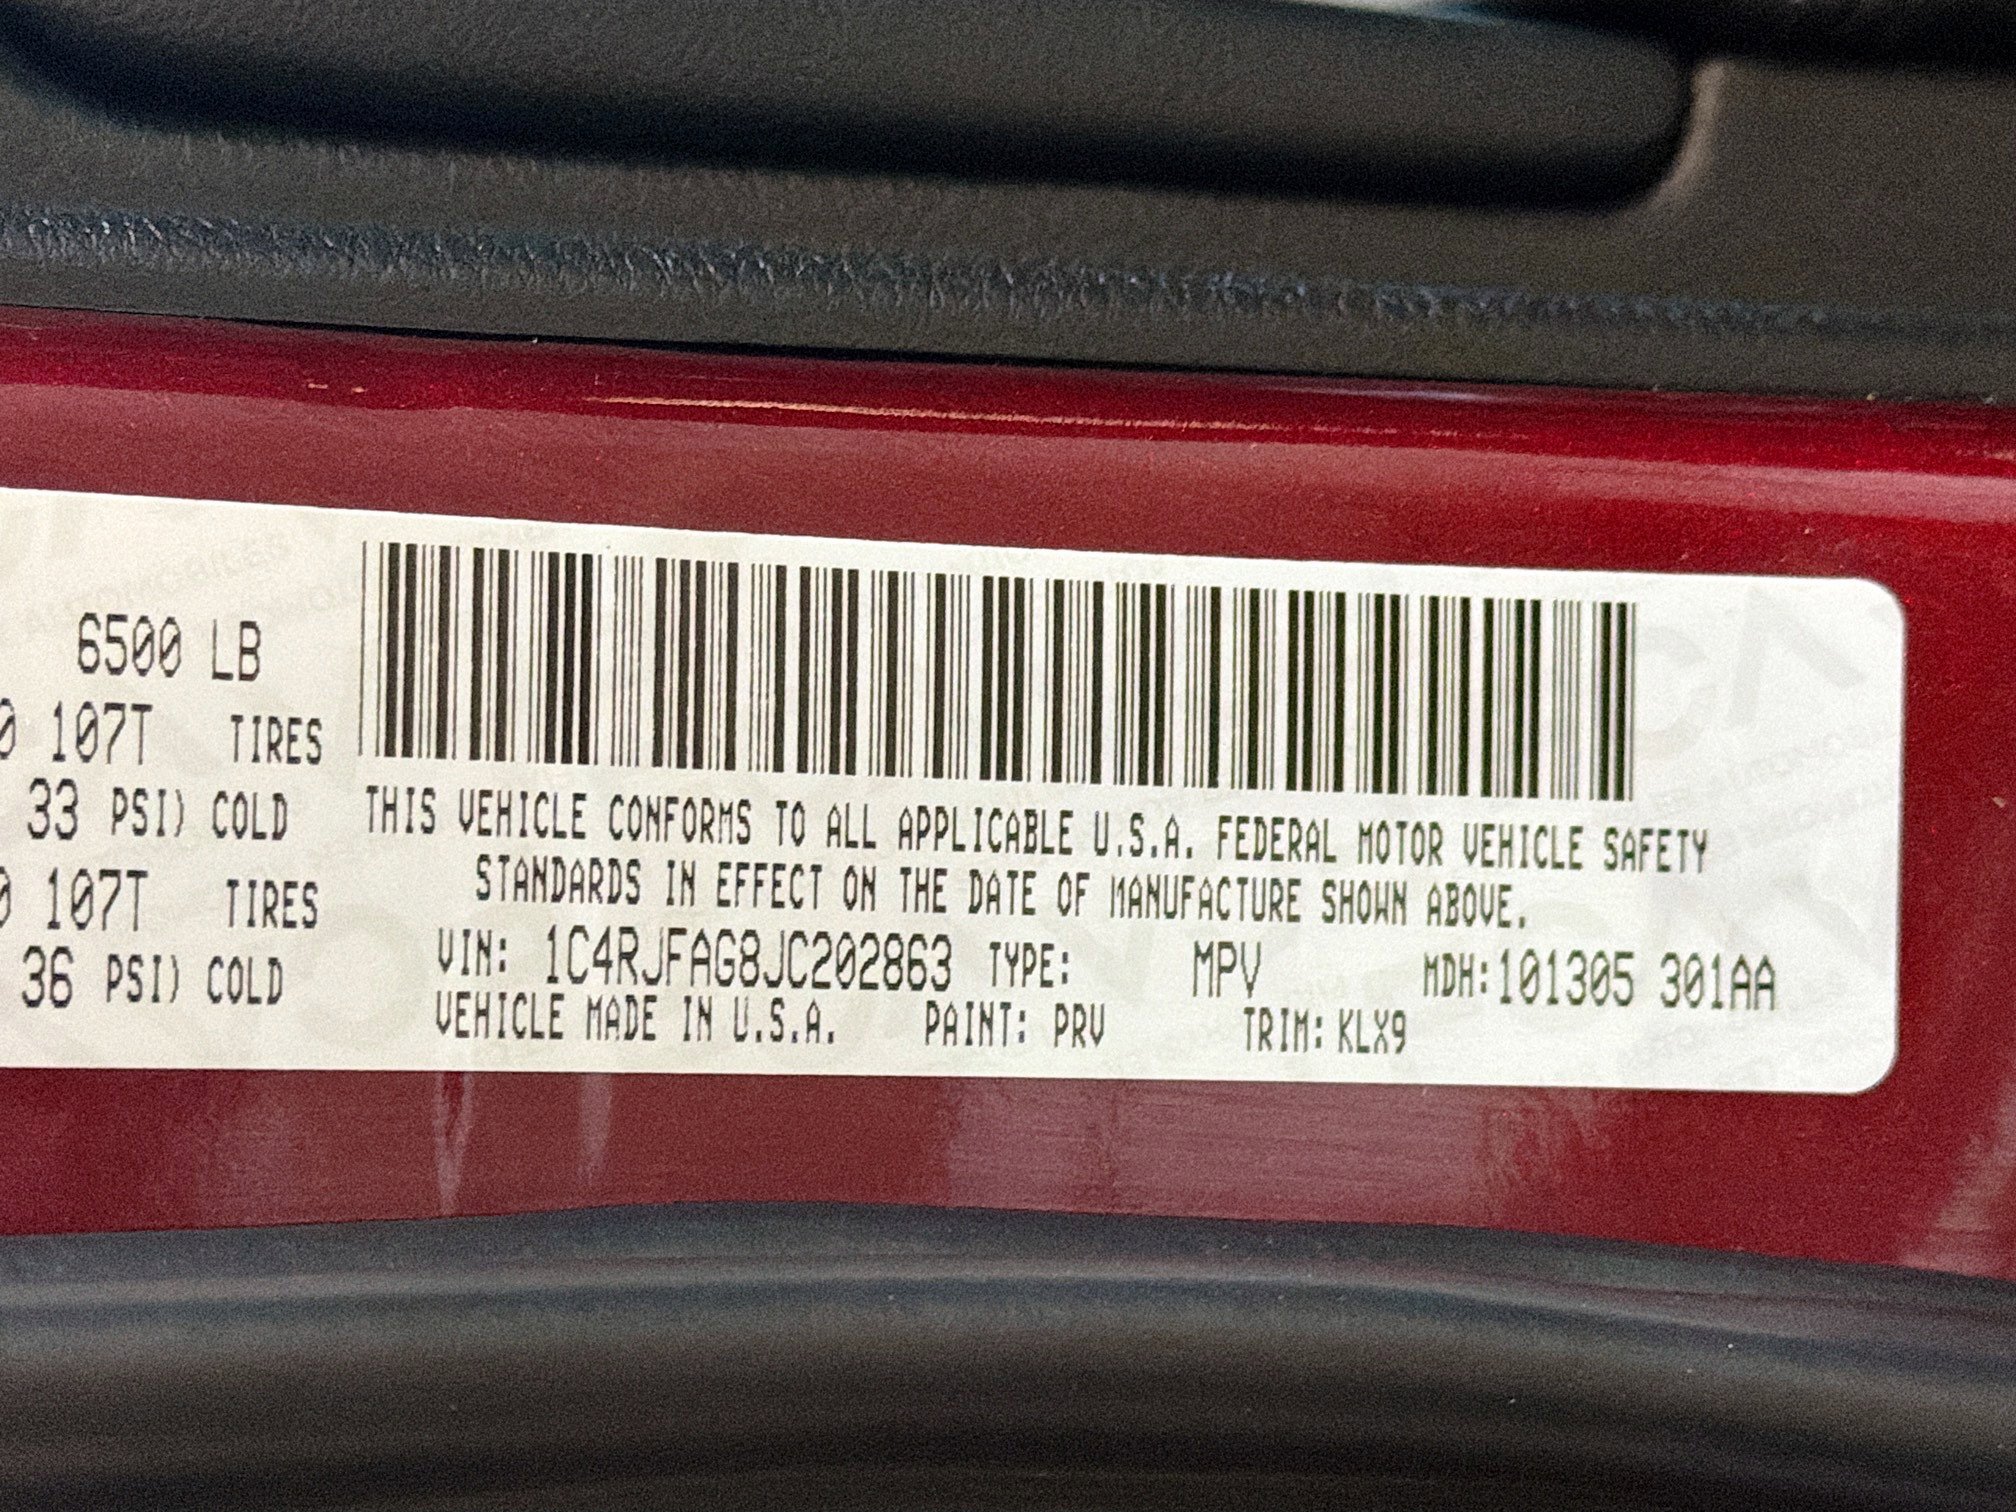 6500 LB
0 107T TIRES
33 PSI) COLD
0 107T TIRES
36 PSI) COLD
THIS VEHICLE CONFORMS TO ALL APPLICABLE U.S.A. FEDERAL MOTOR VEHICLE SAFETY
STANDARDS IN EFFECT ON THE DATE OF MANUFACTURE SHOWN ABOVE.
VIN: 1C4RJFAG8JC202863 TYPE: MPV MDH:101305 301AA
VEHICLE MADE IN U.S.A. PAINT: PRV TRIM: KLX9